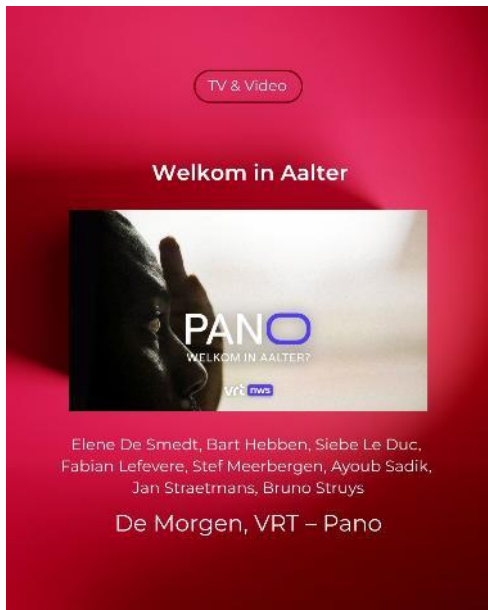 TV & Video
Welkom in Aalter
PANO
WELKOM IN AALTER?
vrt nws
Elene De Smedt, Bart Hebben, Siebe Le Duc,
Fabian Lefevere, Stef Meerbergen, Ayoub Sadik,
Jan Straetmans, Bruno Struys
De Morgen, VRT – Pano